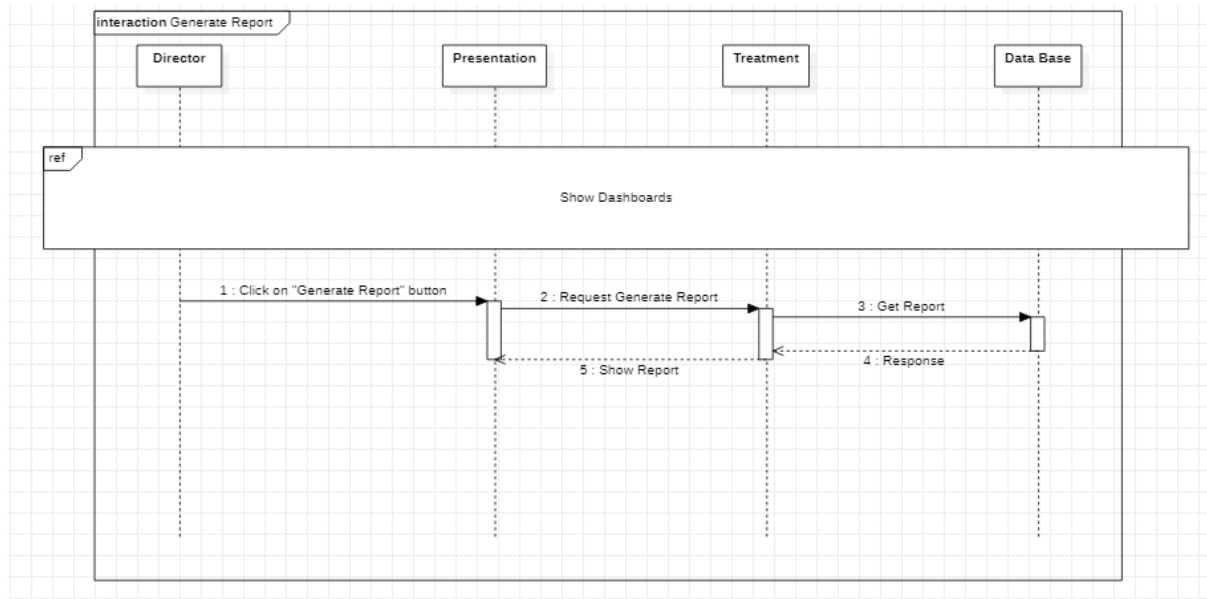 interaction Generate Report
Director
Presentation
Treatment
Data Base
ref
Show Dashboards
1 : Click on "Generate Report" button
2 : Request Generate Report
3 : Get Report
4 : Response
5 : Show Report